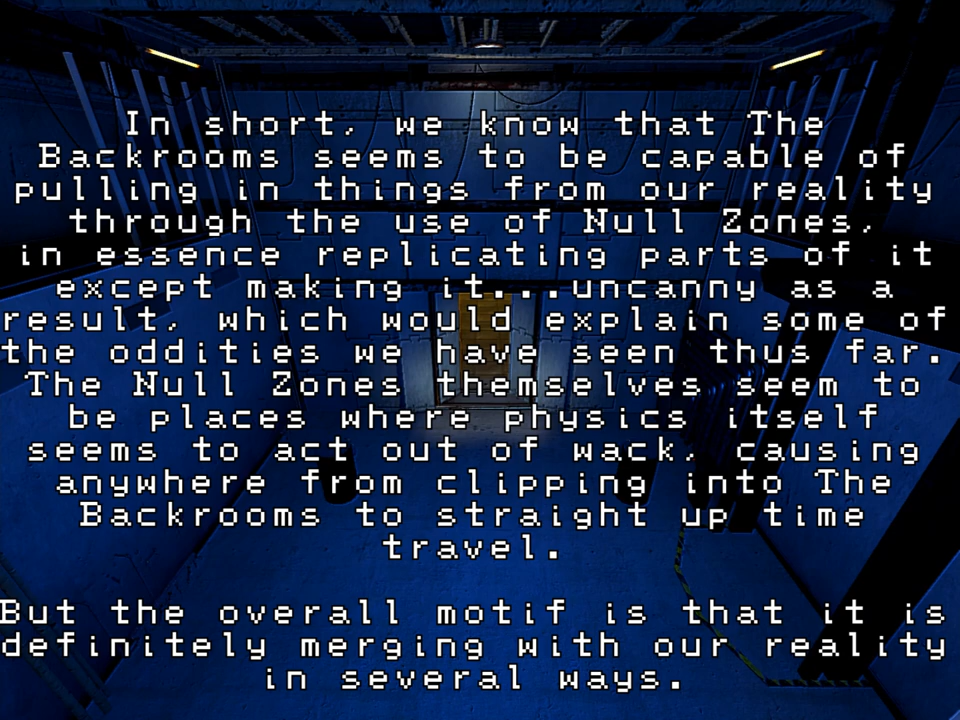 In short, we know that The
Backrooms seems to be capable of
pulling in things from our reality
through the use of Null Zones,
in essence replicating parts of it
except making it...uncanny as a
result, which would explain some of
the oddities we have seen thus far.
The Null Zones themselves seem to
be places where physics itself
seems to act out of wack, causing
anywhere from clipping into The
Backrooms to straight up time
travel.
But the overall motif is that it is
definitely merging with our reality
in several ways.